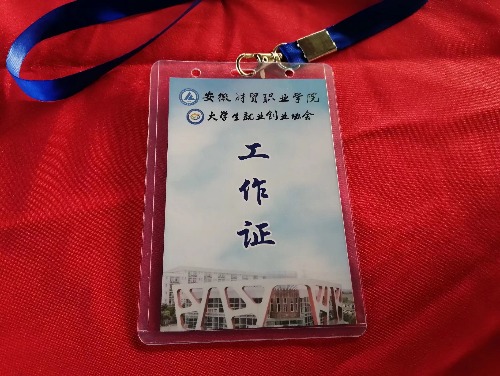 安徽财贸职业学院
大学生就业创业协会
工
作
证